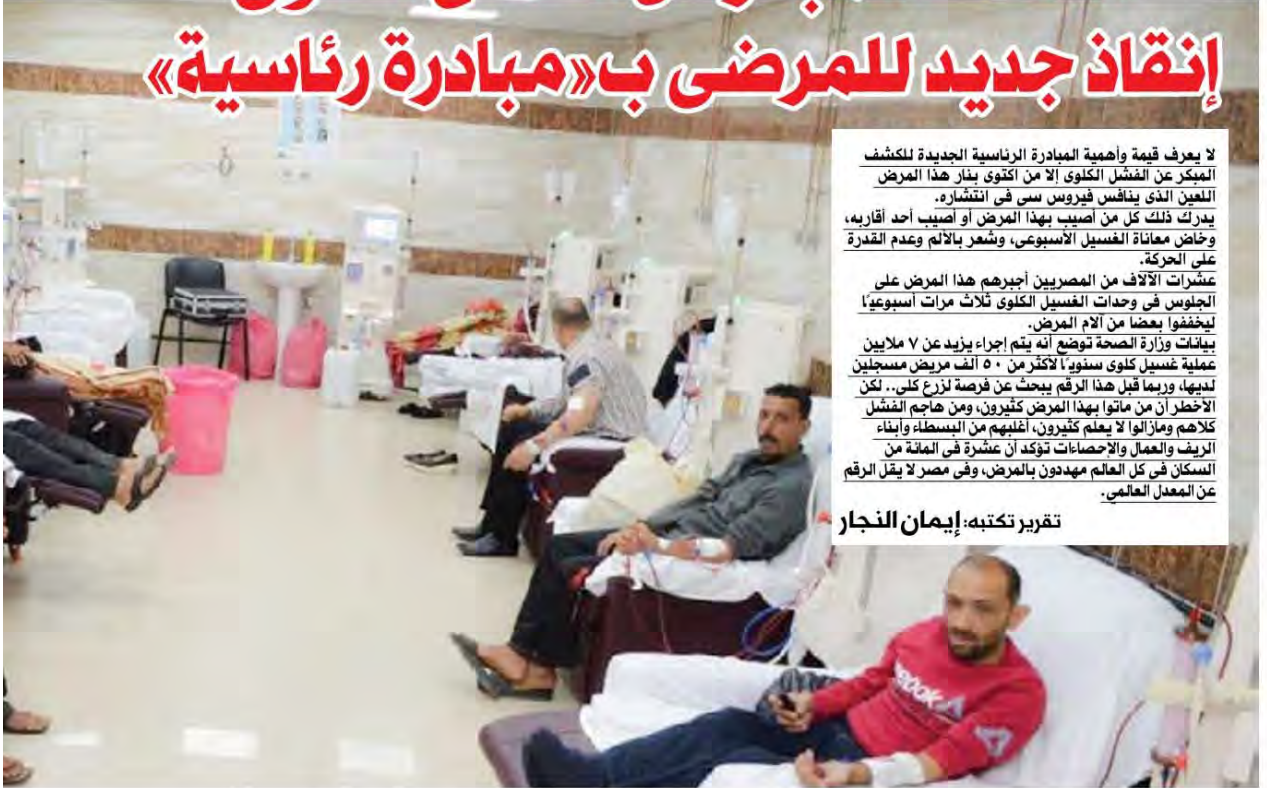 إنقاذ جديد للمرضى ب«مبادرة رئاسية»
لا يعرف قيمة وأهمية المبادرة الرئاسية الجديدة للكشف
المبكر عن الفشل الكلوى إلا من اكتوى بنار هذا المرض
اللعين الذى ينافس فيروس سى فى انتشاره.
يدرك ذلك كل من أصيب بهذا المرض أو أصيب أحد أقاربه،
وخاض معاناة الغسيل الأسبوعى، وشعر بالألم وعدم القدرة
على الحركة.
عشرات الآلاف من المصريين أجبرهم هذا المرض على
الجلوس فى وحدات الغسيل الكلوى ثلاث مرات أسبوعيًا
ليخففوا بعضا من آلام المرض.
بيانات وزارة الصحة توضح أنه يتم إجراء يزيد عن ٧ ملايين
عملية غسيل كلوى سنويًا لأكثر من ٥٠ ألف مريض مسجلين
لديها، وربما قبل هذا الرقم يبحث عن فرصة لزرع كلى.. لكن
الأخطر أن من ماتوا بهذا المرض كثيرون، ومن هاجم الفشل
كلاهم ومازالوا لا يعلم كثيرون، أغلبهم من البسطاء وأبناء
الريف والعمال والإحصاءات تؤكد أن عشرة فى المائة من
السكان فى كل العالم مهددون بالمرض، وفى مصر لا يقل الرقم
عن المعدل العالمي.
تقرير تكتبه: إيمان النجار